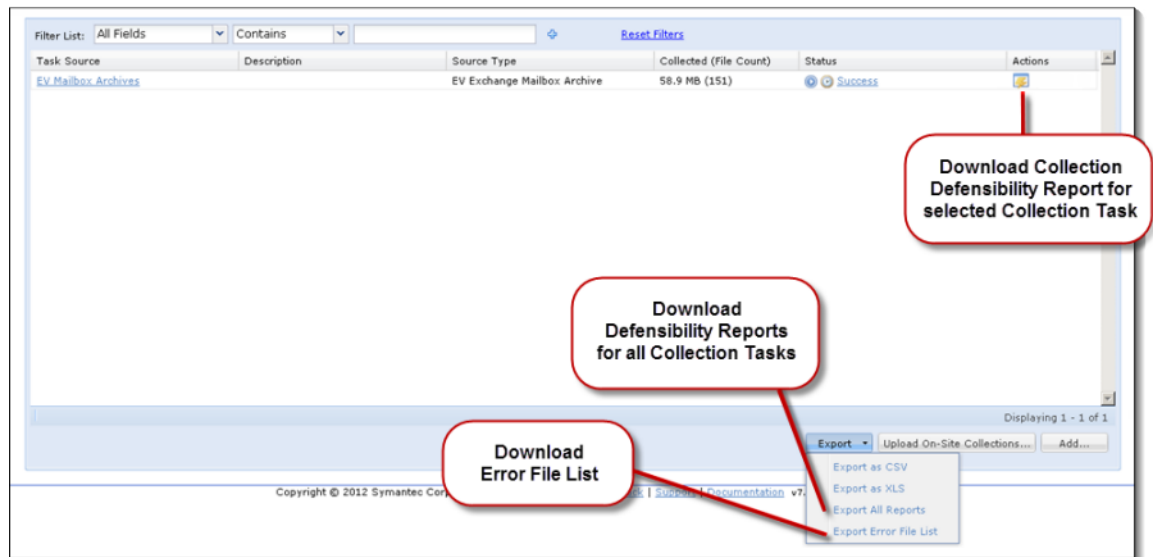 Filter List: All Fields Contains Reset Filters
Task Source Description Source Type Collected (File Count) Status Actions
EV Mailbox Archives EV Exchange Mailbox Archive 58.9 MB (151) Success
Download Collection
Defensibility Report for
selected Collection Task
Download
Defensibility Reports
for all Collection Tasks
Displaying 1 - 1 of 1
Export Upload On-Site Collections... Add...
Download
Error File List
Export as CSV
Export as XLS
Export All Reports
Export Error File List
Copyright © 2012 Symantec | Support | Documentation